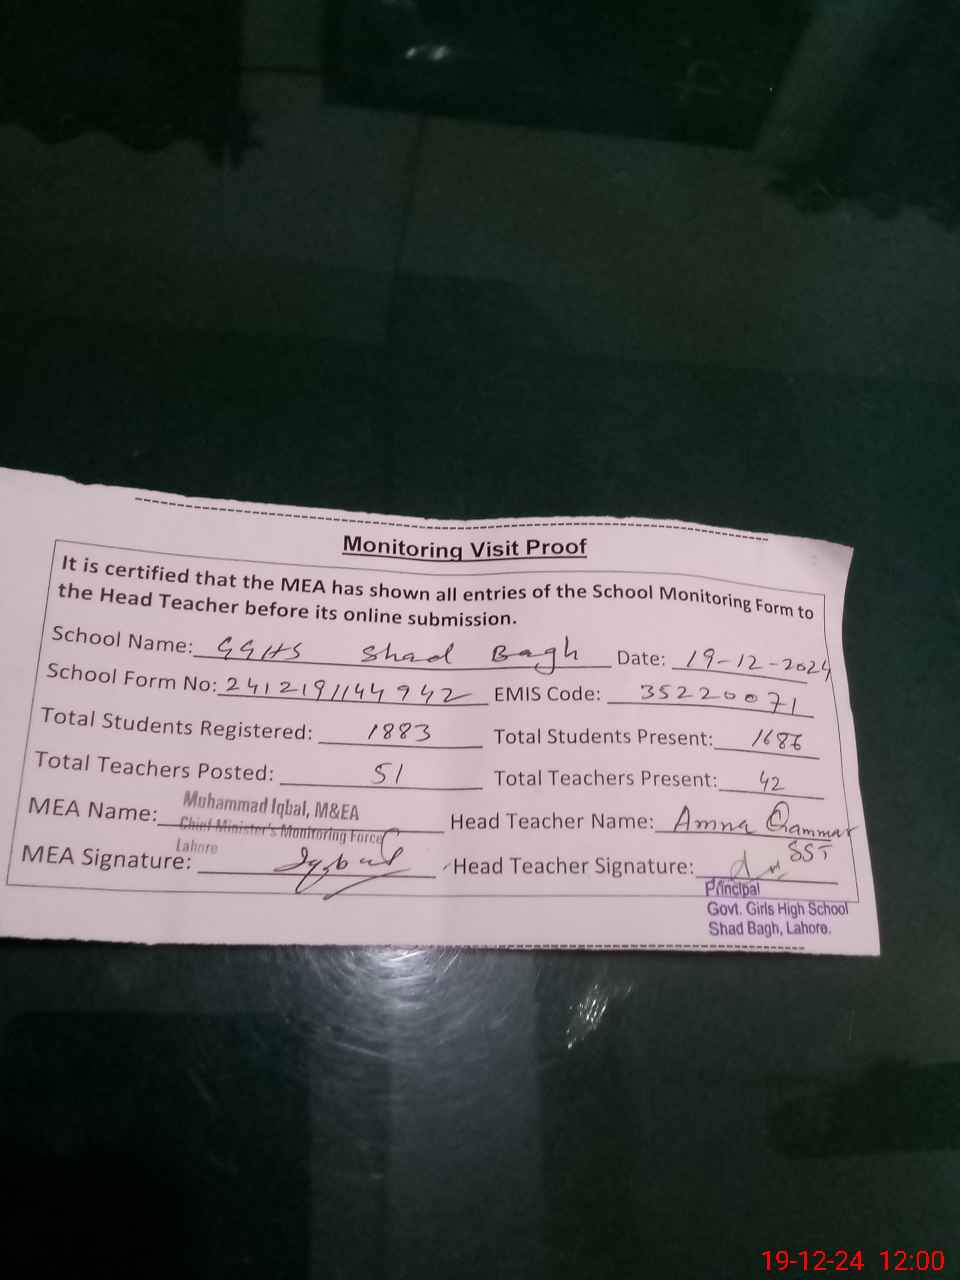 Monitoring Visit Proof
It is certified that the MEA has shown all entries of the School Monitoring Form to
the Head Teacher before its online submission.
School Name: GGHS Shad Bagh Date: 19-12-2024
School Form No: 2412191144942 EMIS Code: 35220071
Total Students Registered: 1883 Total Students Present: 1686
Total Teachers Posted: 51 Total Teachers Present: 42
MEA Name: Muhammad Iqbal, M&EA Head Teacher Name: Amna Qammar
Chief Minister's Monitoring Force
Lahore
SST
MEA Signature: Iqbal Head Teacher Signature:
Principal
Govt. Girls High School
Shad Bagh, Lahore.
19-12-24 12:00